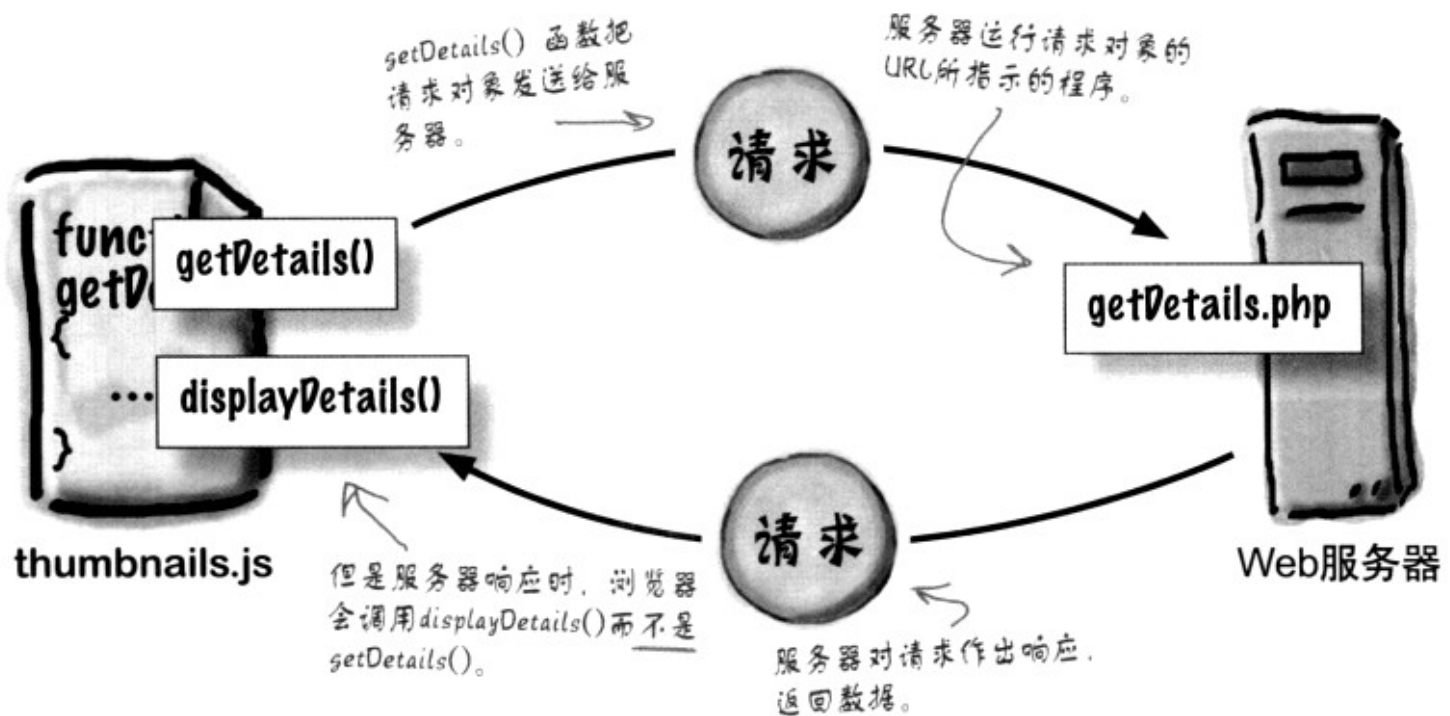 getDetails() 函数把
请求对象发送给服
务器。
服务器运行请求对象的
URL所指示的程序。
请求
funct
getDe
{
...
}
getDetails()
displayDetails()
getDetails.php
thumbnails.js
Web服务器
请求
但是服务器响应时，浏览器
会调用displayDetails()而不是
getDetails()。
服务器对请求作出响应，
返回数据。